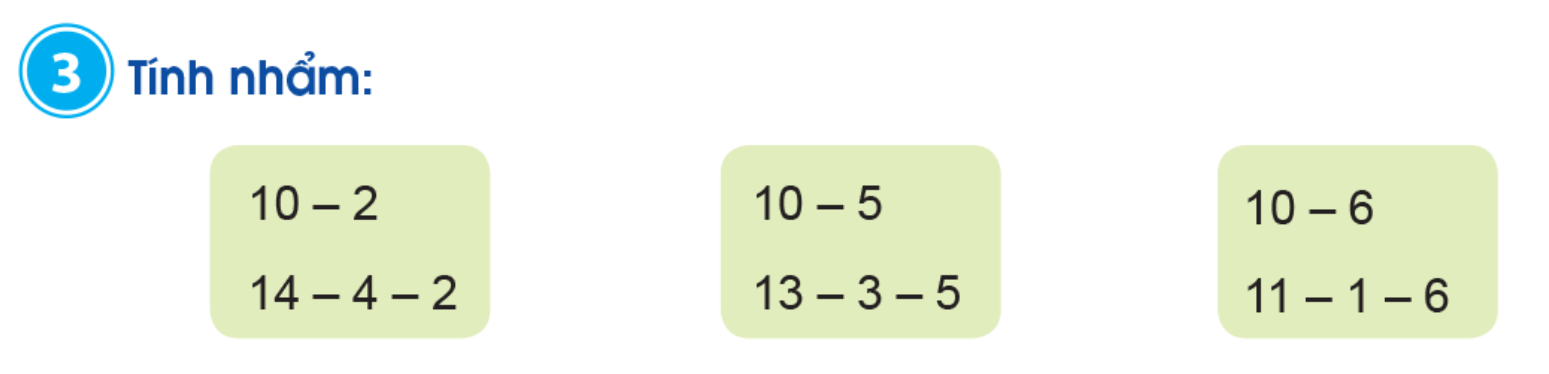 3 Tính nhẩm:
10 – 2
14 – 4 – 2
10 – 5
13 – 3 – 5
10 – 6
11 – 1 – 6